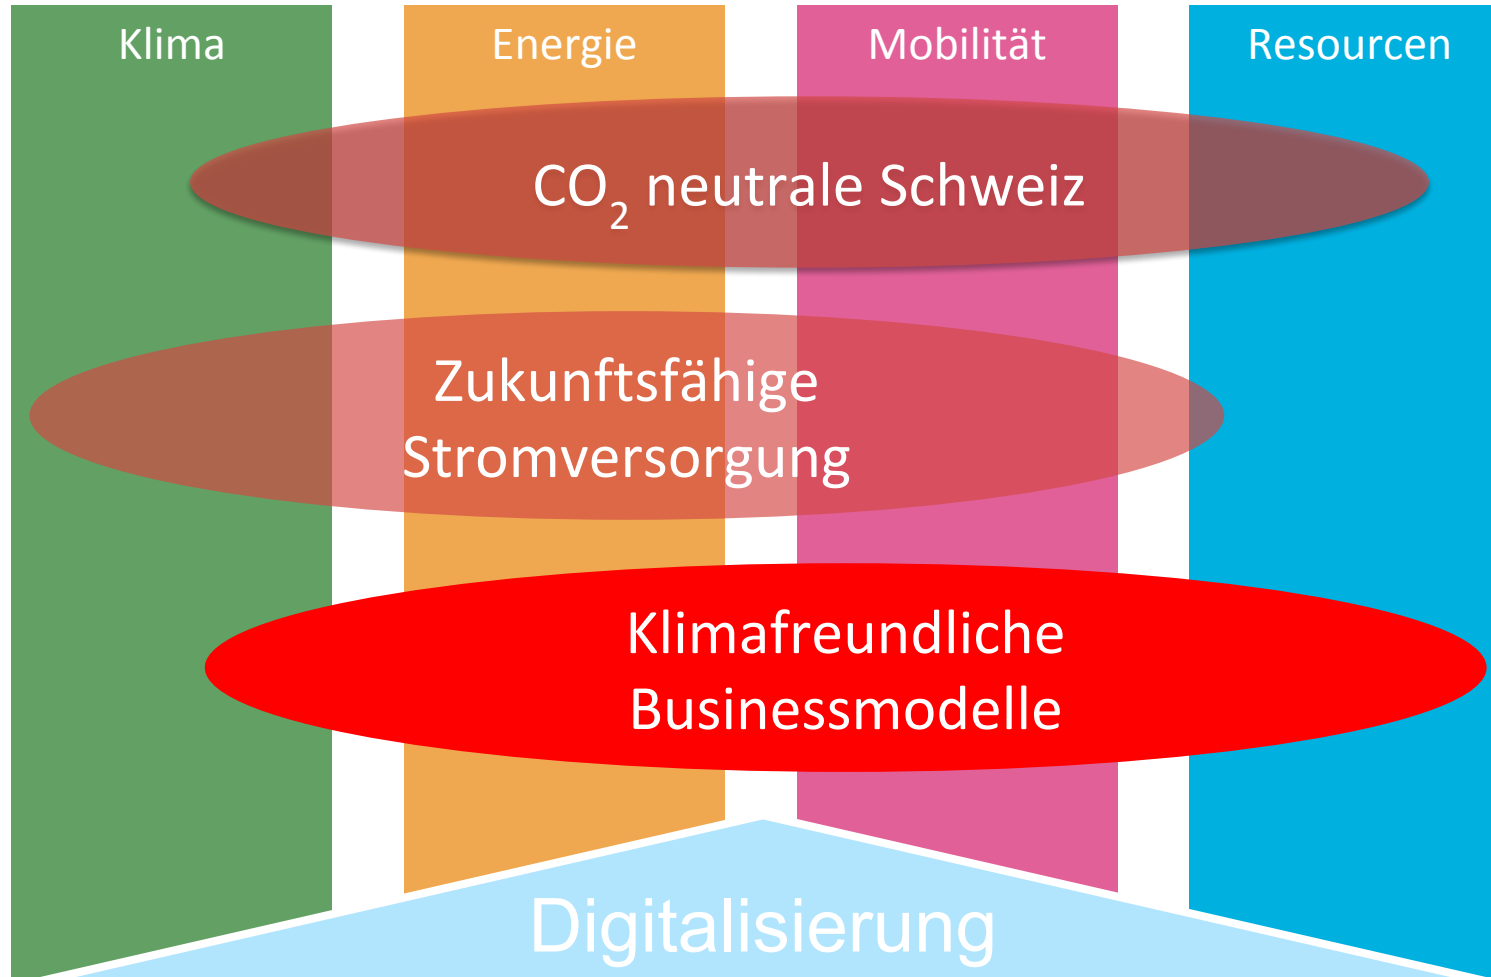 Klima
Energie
Mobilität
Resourcen
CO₂ neutrale Schweiz
Zukunftsfähige
Stromversorgung
Klimafreundliche
Businessmodelle
Digitalisierung